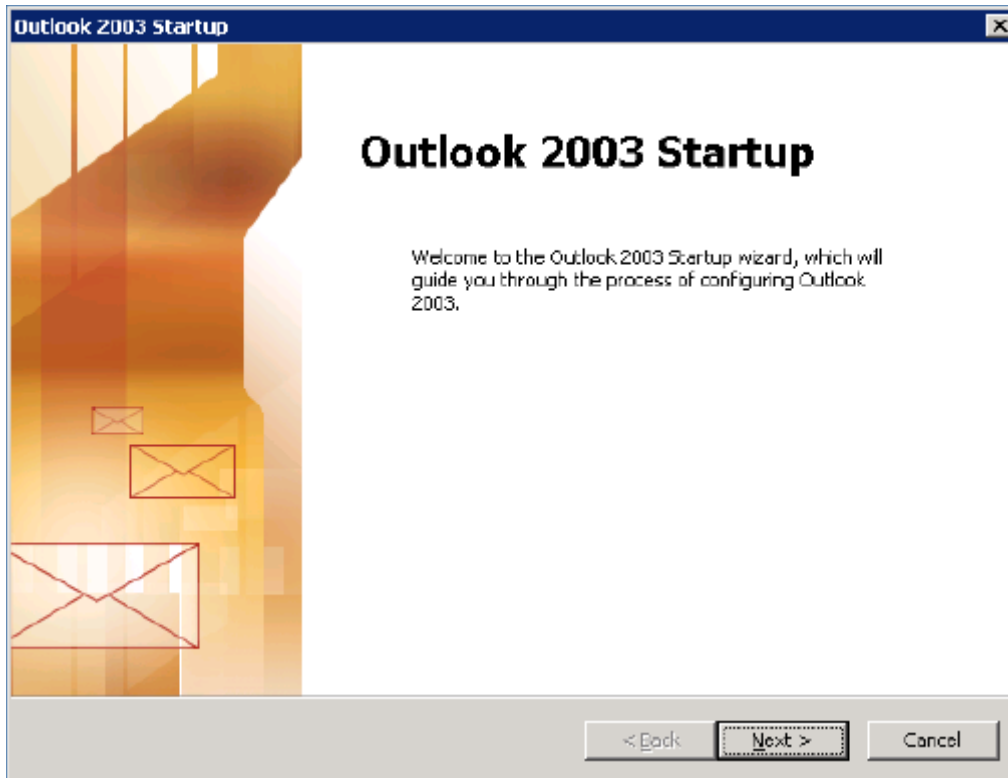 Outlook 2003 Startup
Outlook 2003 Startup
Welcome to the Outlook 2003 Startup wizard, which will
guide you through the process of configuring Outlook
2003.
< Back Next > Cancel